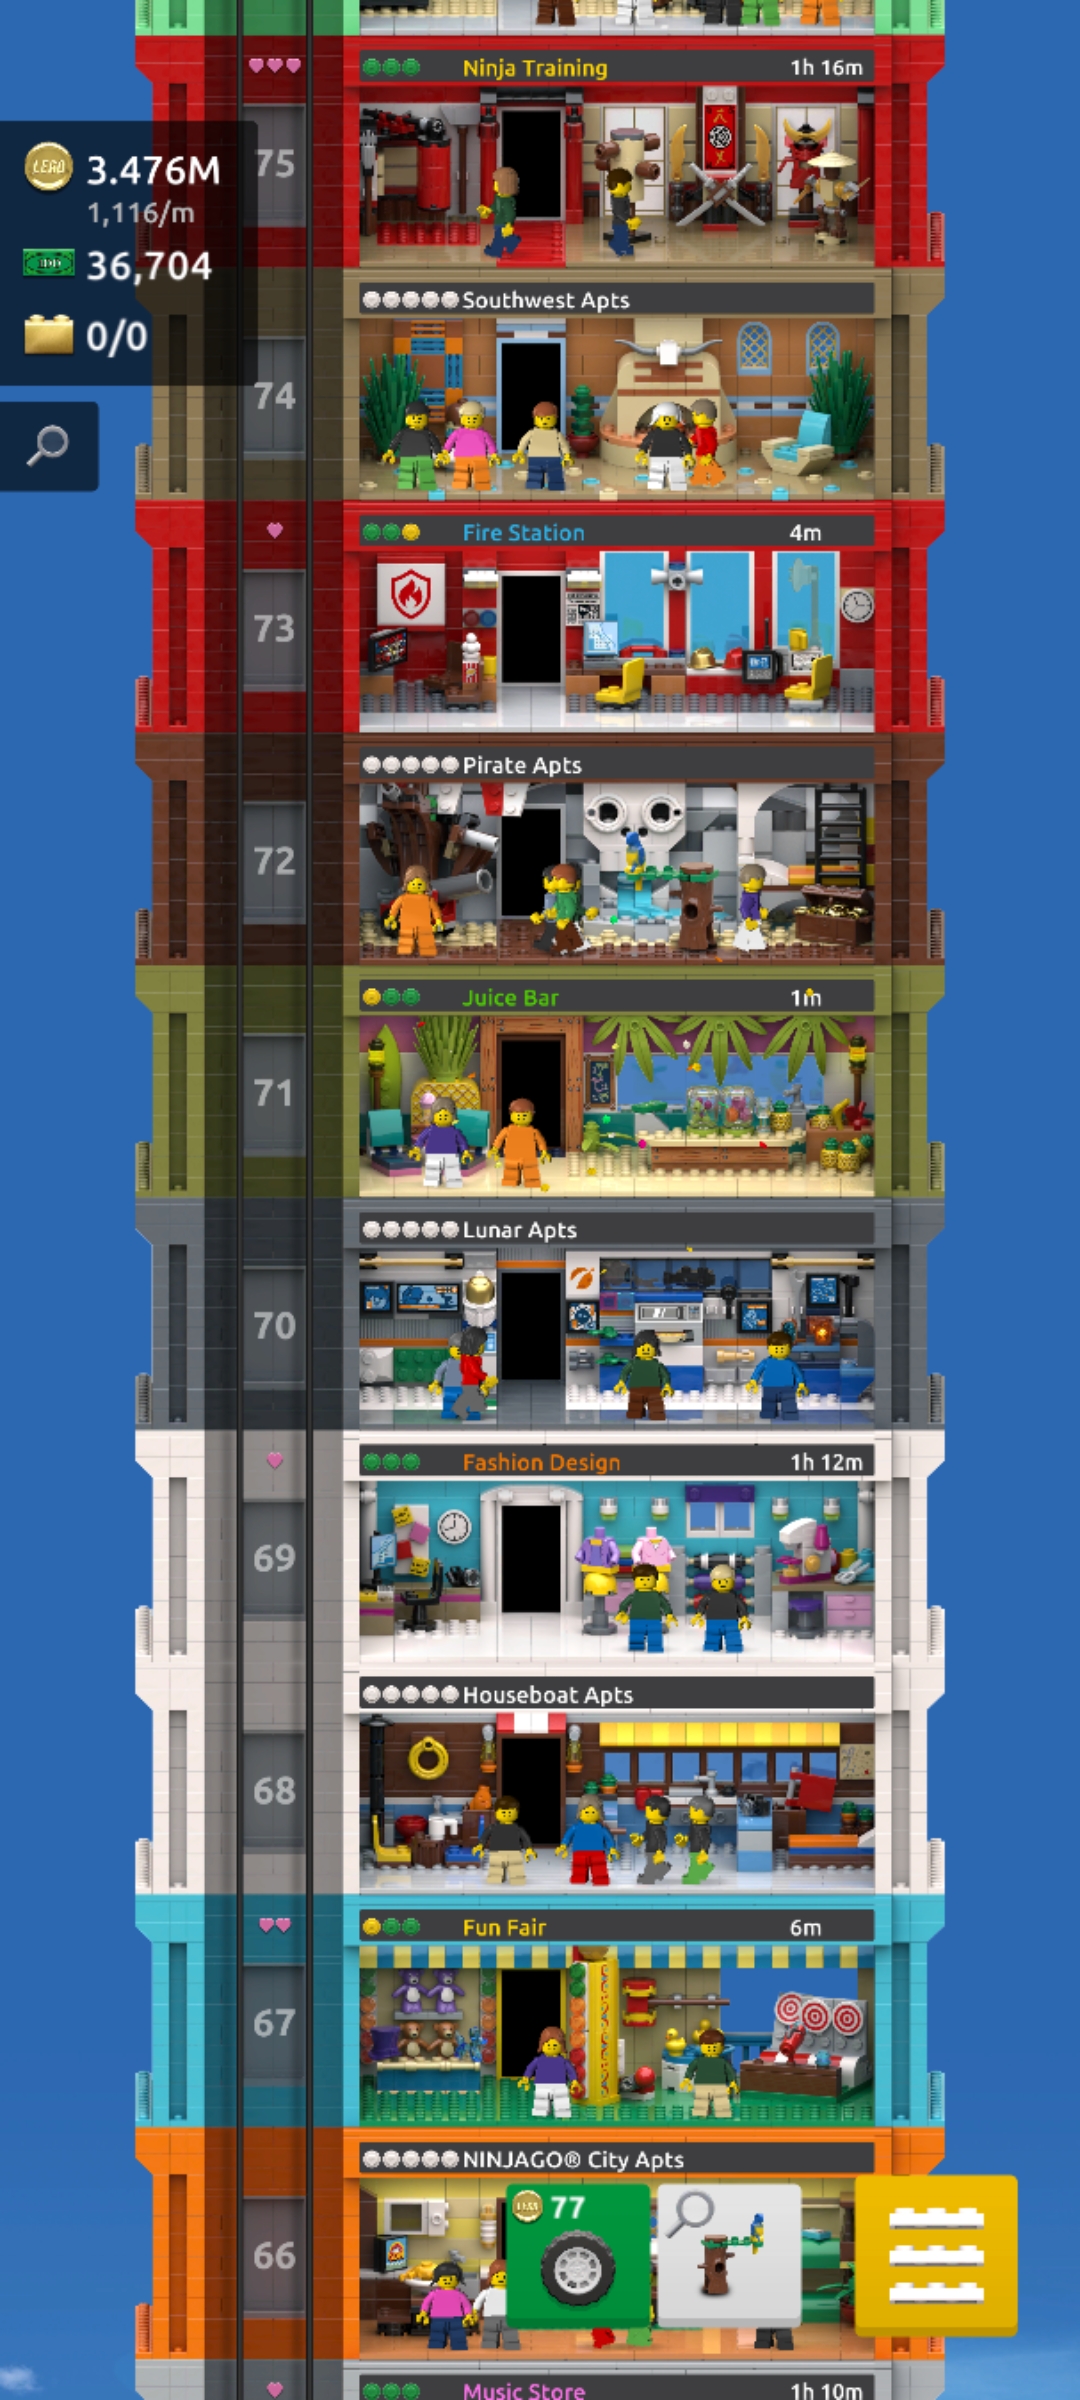 Ninja Training 1h 16m
75
LEGO 3.476M
1,116/m
36,704
0/0
Southwest Apts
74
Fire Station 4m
73
Pirate Apts
72
Juice Bar 1m
71
Lunar Apts
70
Fashion Design 1h 12m
69
Houseboat Apts
68
Fun Fair 6m
67
NINJAGO® City Apts
66
77
Music Store 1h 10m